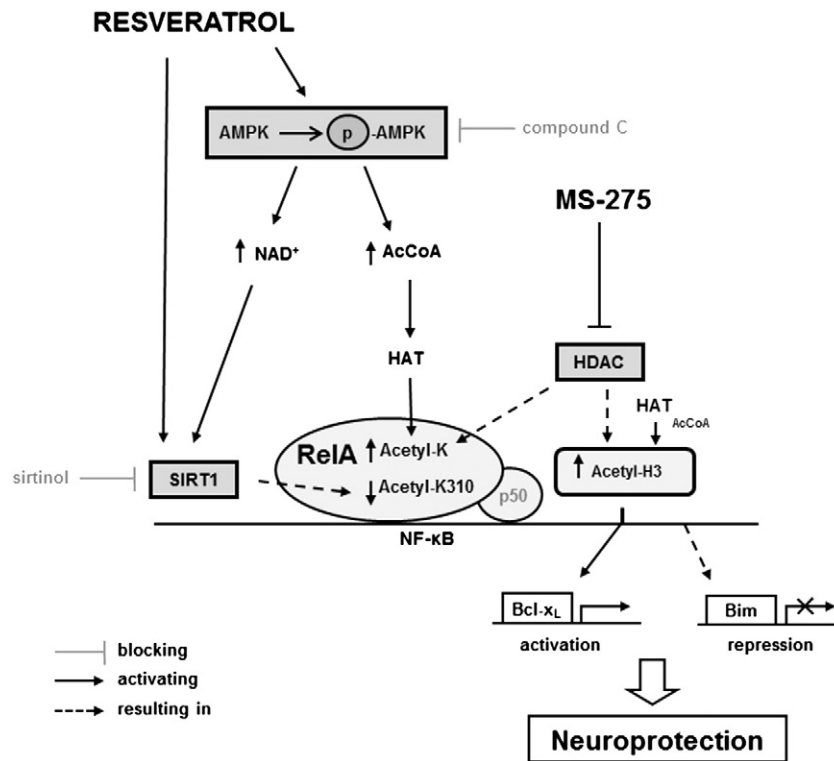 RESVERATROL
AMPK p -AMPK
compound C
MS-275
NAD⁺ AcCoA
HAT
HDAC
HAT
AcCoA
RelA Acetyl-K
Acetyl-H3
sirtinol SIRT1
Acetyl-K310
p50
NF-κB
Bcl-xL
Bim
activation
repression
blocking
activating
resulting in
Neuroprotection